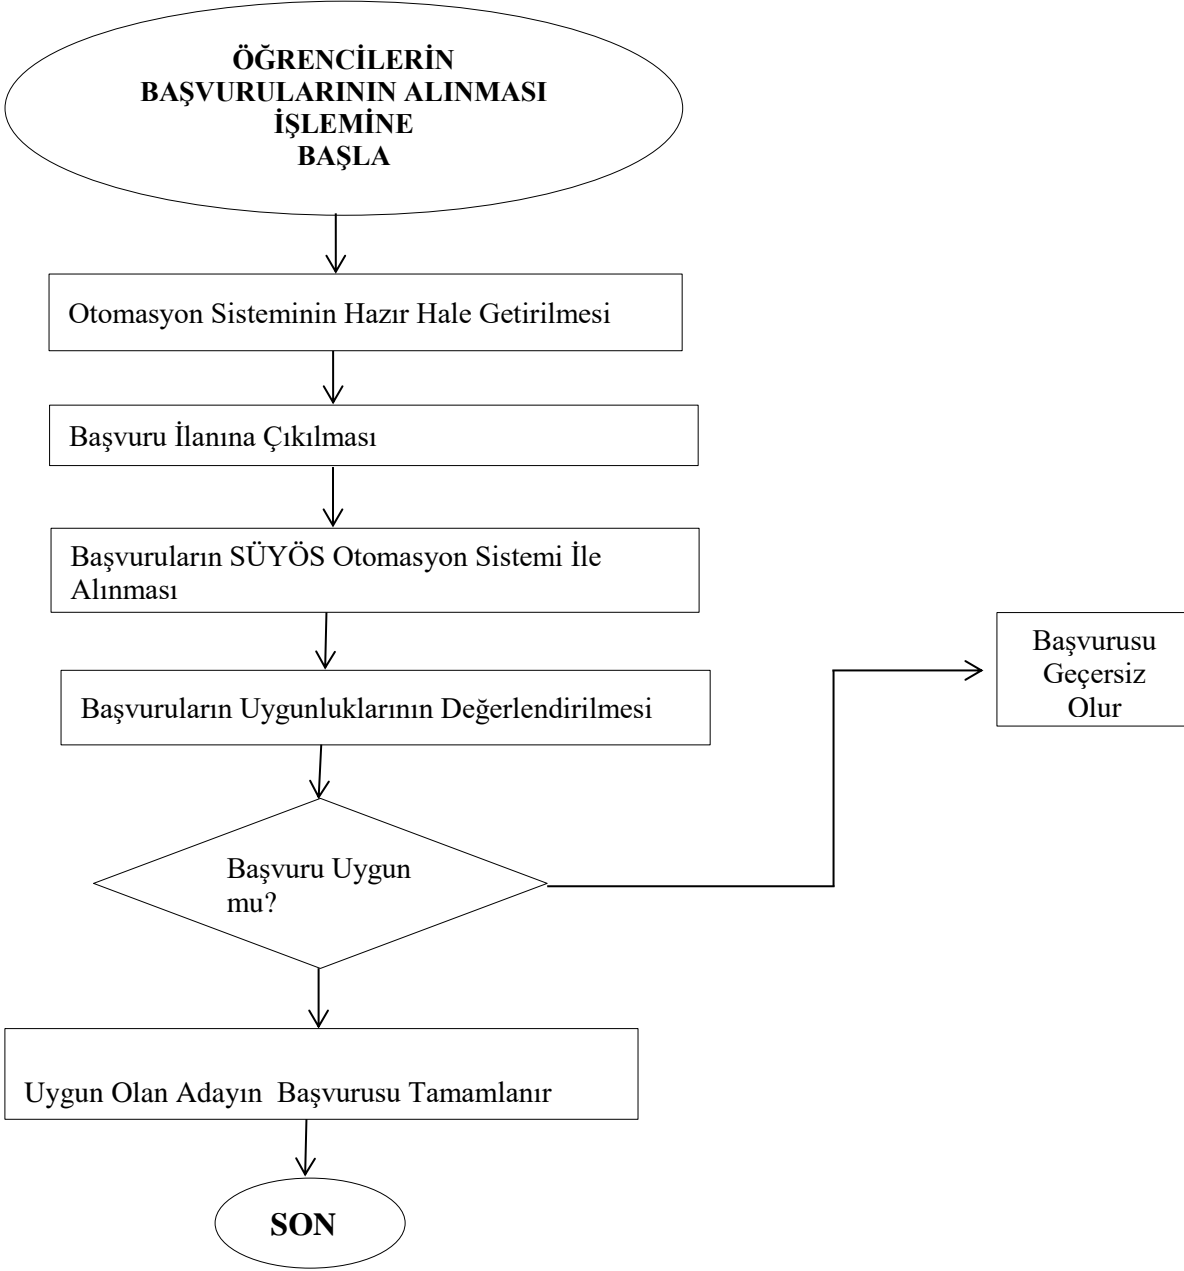 ÖĞRENCİLERİN
BAŞVURULARININ ALINMASI
İŞLEMİNE
BAŞLA
Otomasyon Sisteminin Hazır Hale Getirilmesi
Başvuru İlanına Çıkılması
Başvuruların SÜYÖS Otomasyon Sistemi İle
Alınması
Başvuruların Uygunluklarının Değerlendirilmesi
Başvurusu
Geçersiz
Olur
Başvuru Uygun
mu?
Uygun Olan Adayın Başvurusu Tamamlanır
SON